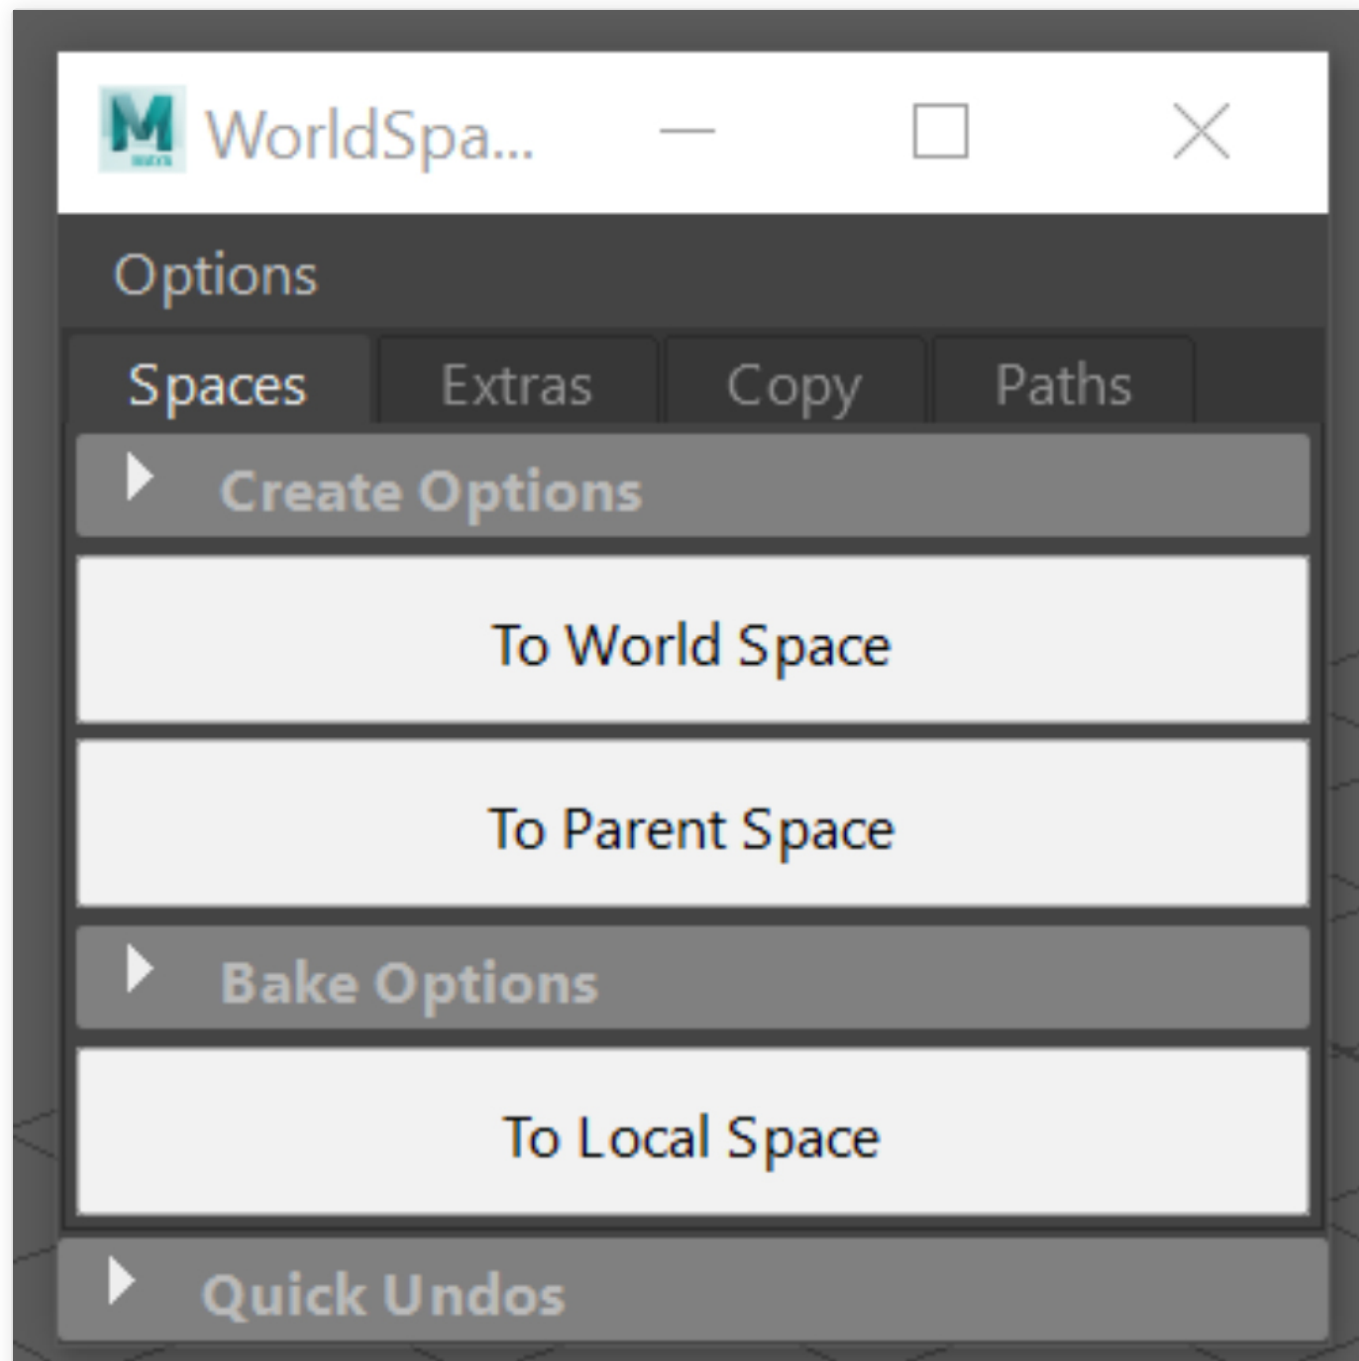 WorldSpa...
Options
Spaces Extras Copy Paths
Create Options
To World Space
To Parent Space
Bake Options
To Local Space
Quick Undos